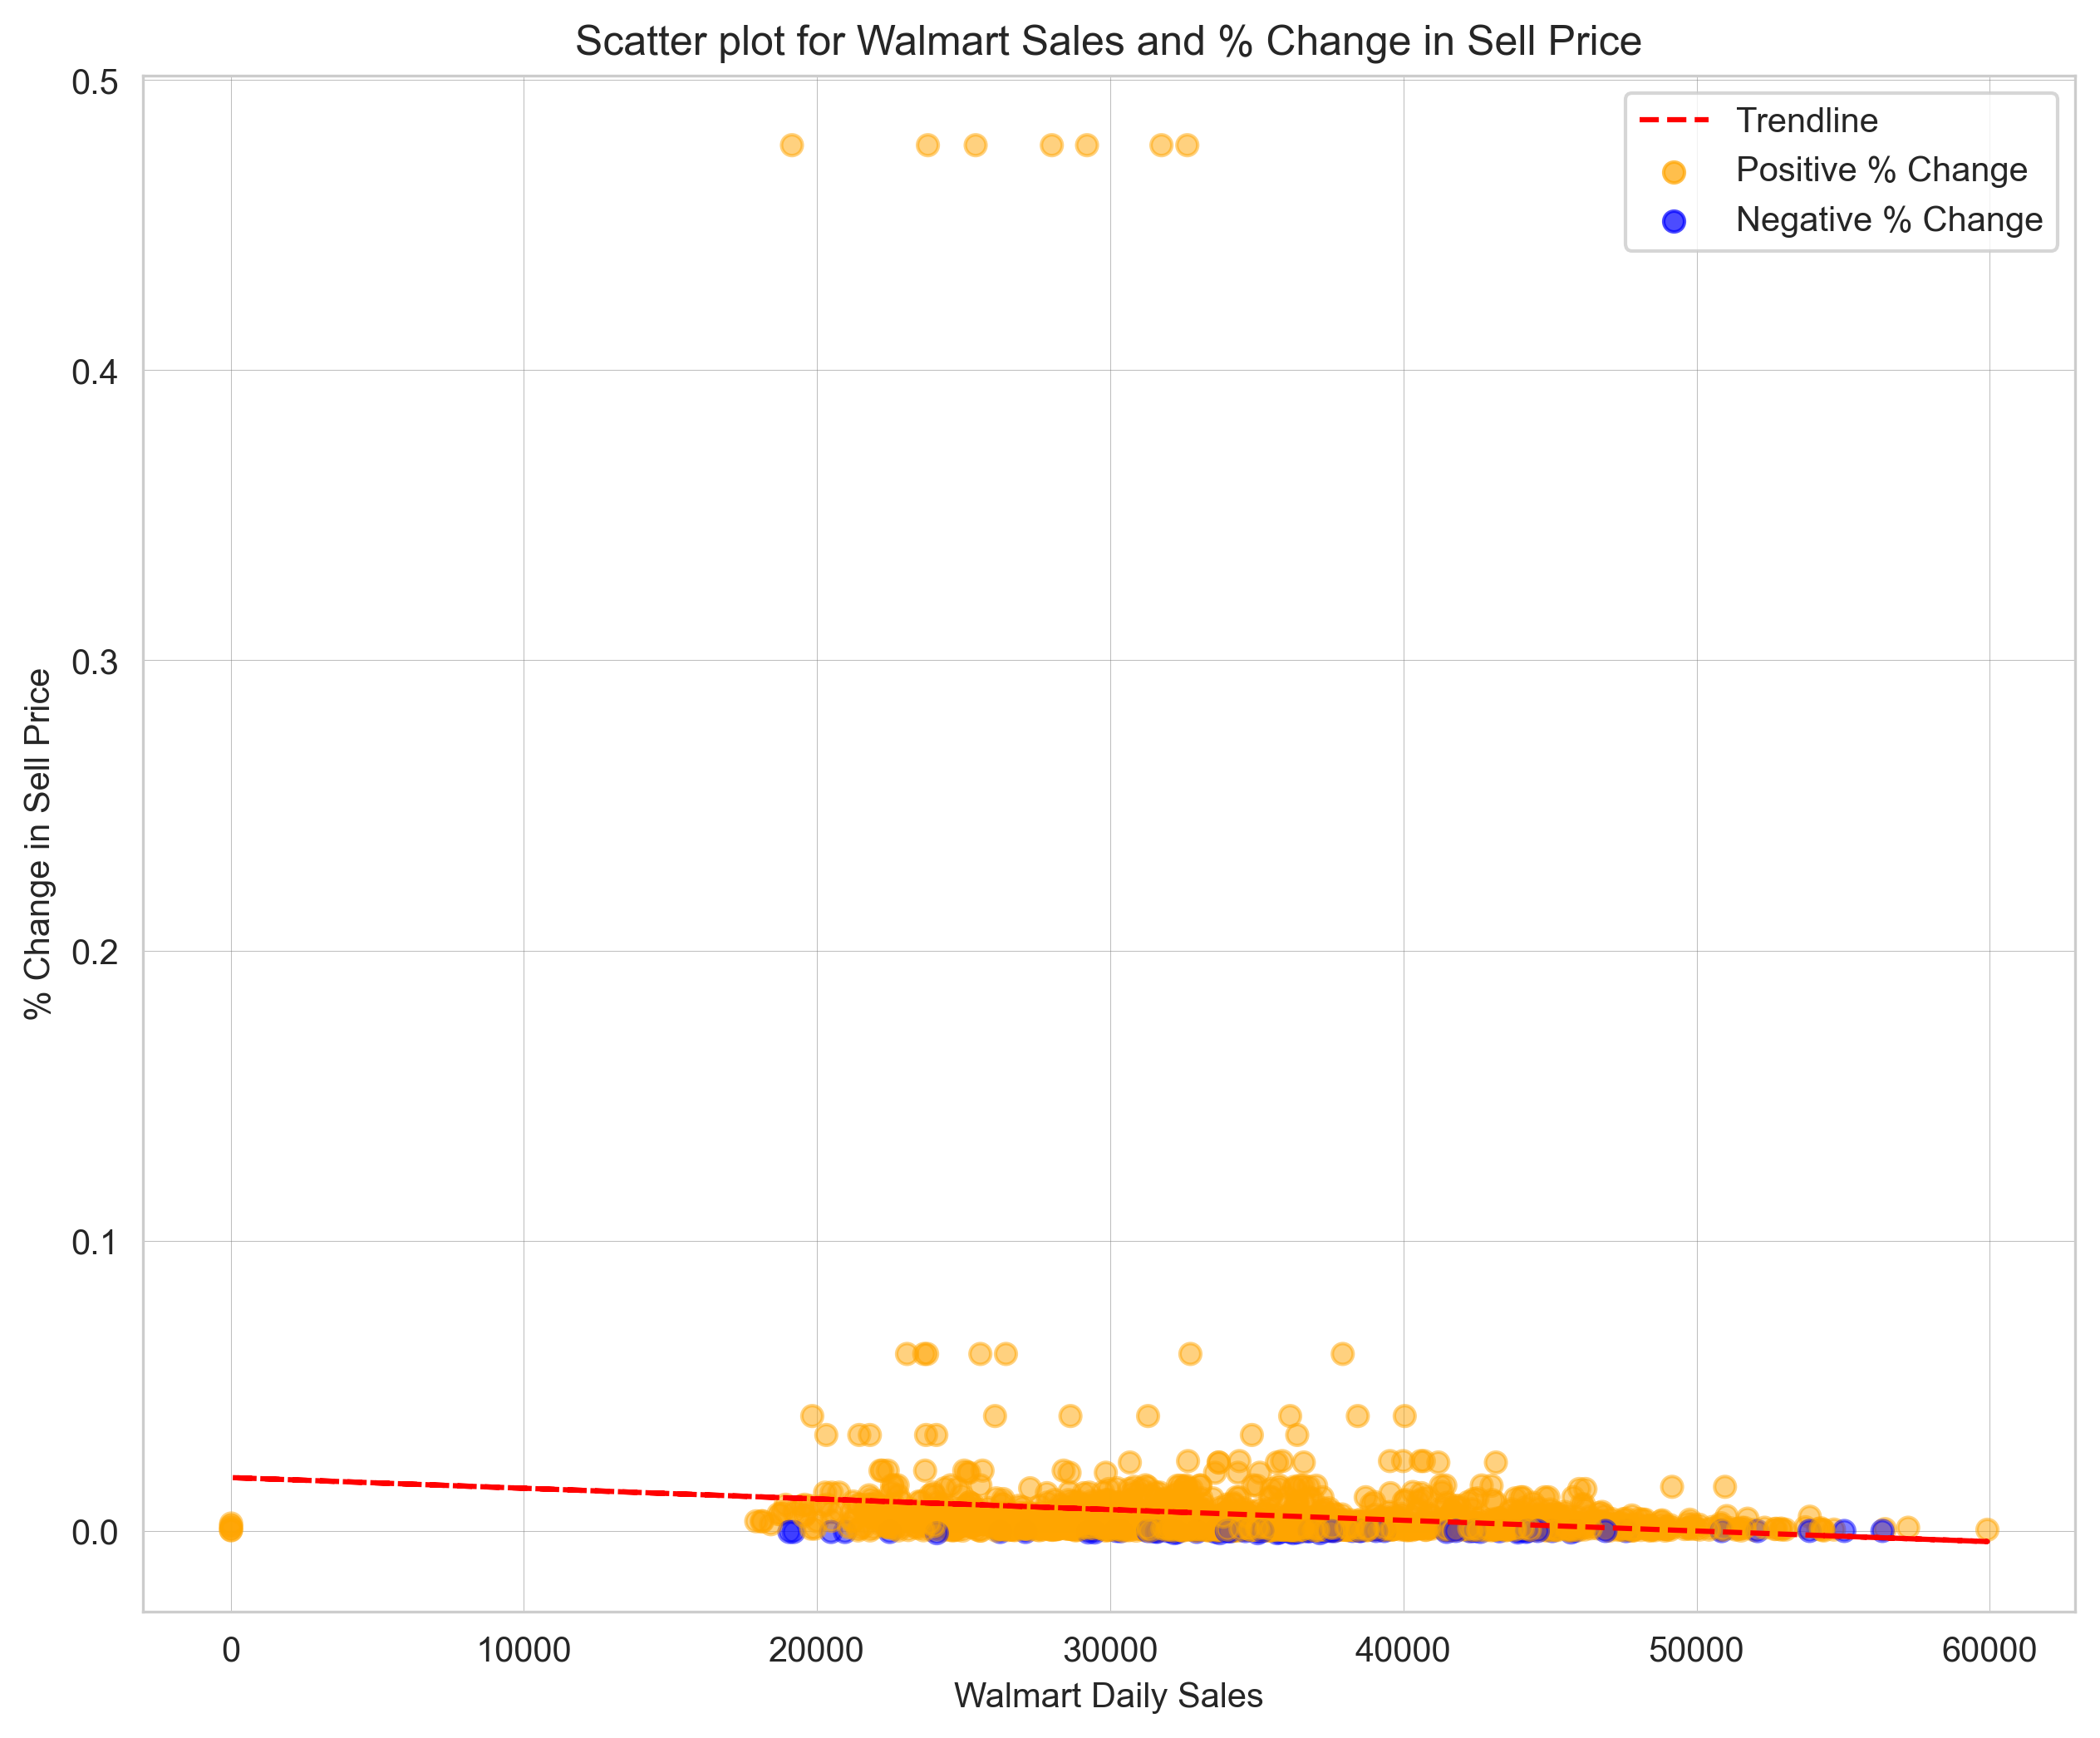 Scatter plot for Walmart Sales and % Change in Sell Price
Trendline
Positive % Change
Negative % Change
% Change in Sell Price
0.5
0.4
0.3
0.2
0.1
0.0
0 10000 20000 30000 40000 50000 60000
Walmart Daily Sales